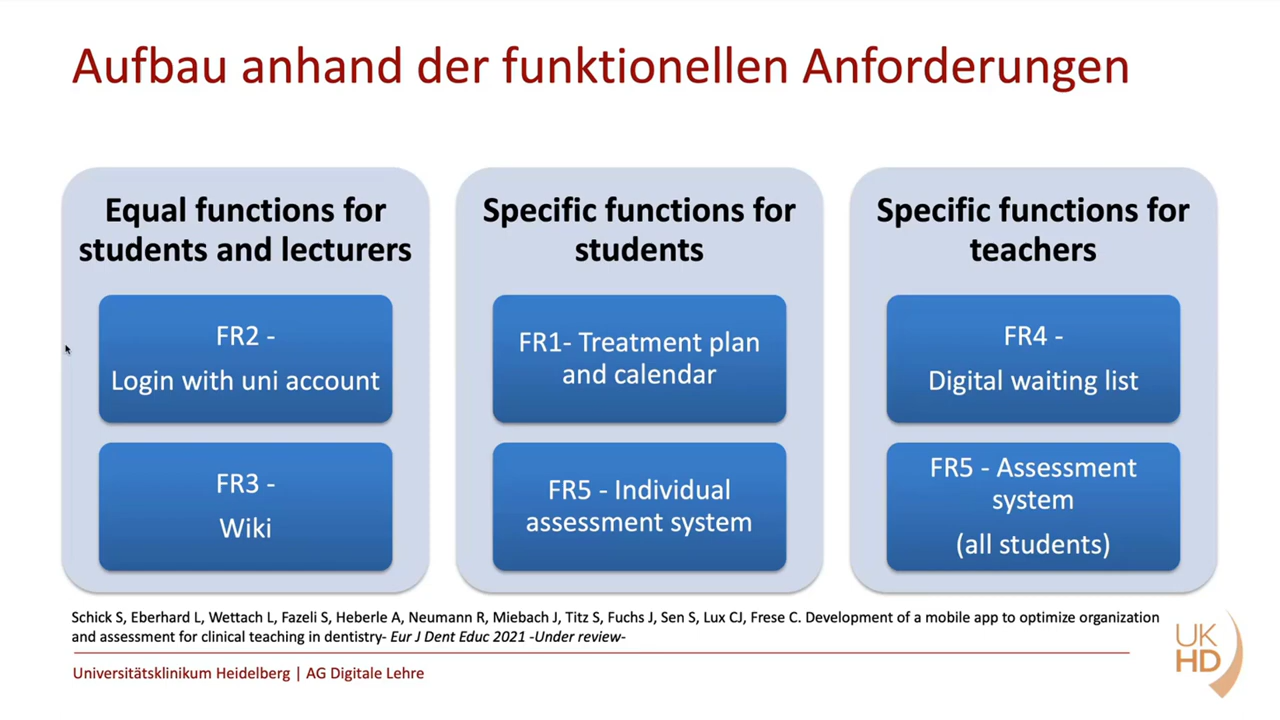 Aufbau anhand der funktionellen Anforderungen
Equal functions for
students and lecturers
FR2 -
Login with uni account
FR3 -
Wiki
Specific functions for
students
FR1- Treatment plan
and calendar
FR5 - Individual
assessment system
Specific functions for
teachers
FR4 -
Digital waiting list
FR5 - Assessment
system
(all students)
Schick S, Eberhard L, Wettach L, Fazeli S, Heberle A, Neumann R, Miebach J, Titz S, Fuchs J, Sen S, Lux CJ, Frese C. Development of a mobile app to optimize organization
and assessment for clinical teaching in dentistry- Eur J Dent Educ 2021 -Under review-
Universitätsklinikum Heidelberg | AG Digitale Lehre
UK
HD